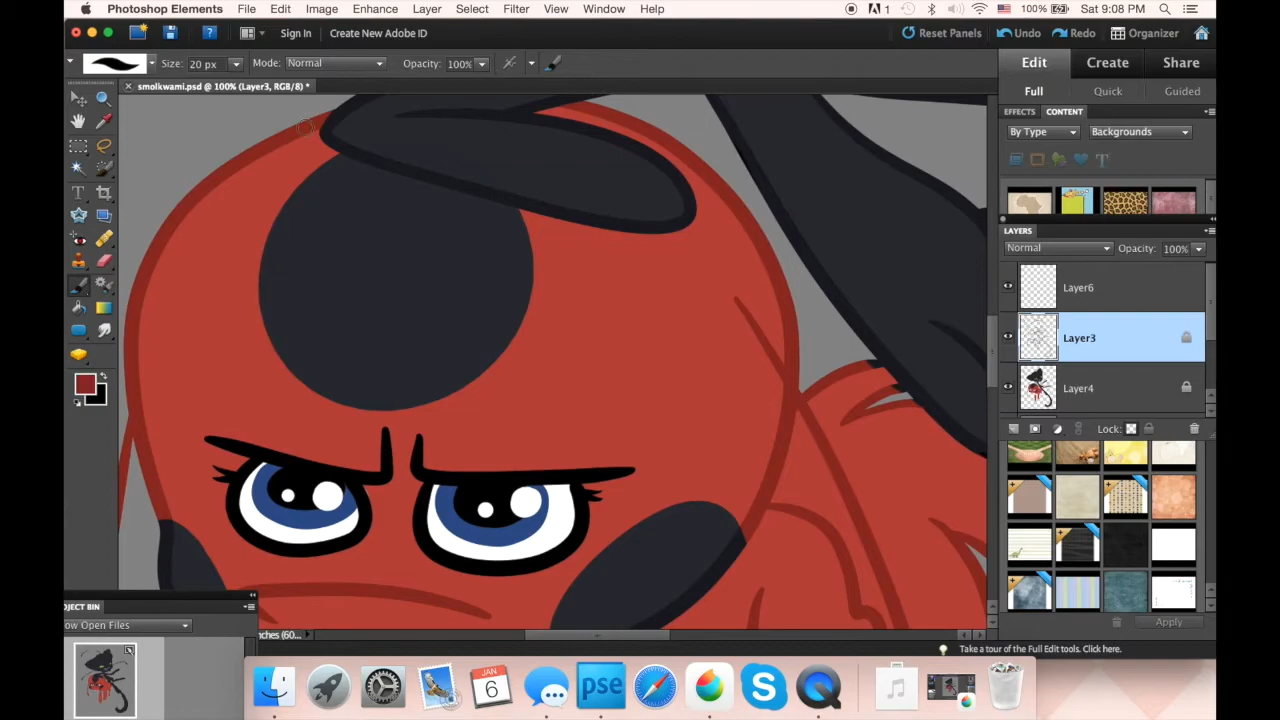 Photoshop Elements File Edit Image Enhance Layer Select Filter View Window Help 1 100% Sat 9:08 PM
Sign In Create New Adobe ID Reset Panels Undo Redo Organizer
Size: 20 px Mode: Normal Opacity: 100% Edit Create Share
smolkwami.psd @ 100% (Layer3, RGB/8) * Full Quick Guided
EFFECTS CONTENT
By Type Backgrounds
T
LAYERS
Normal Opacity: 100%
Layer6
Layer3
Layer4
Lock:
OJECT BIN
ow Open Files
nches (60... Apply
Take a tour of the Full Edit tools. Click here.
JAN
6
pse
S